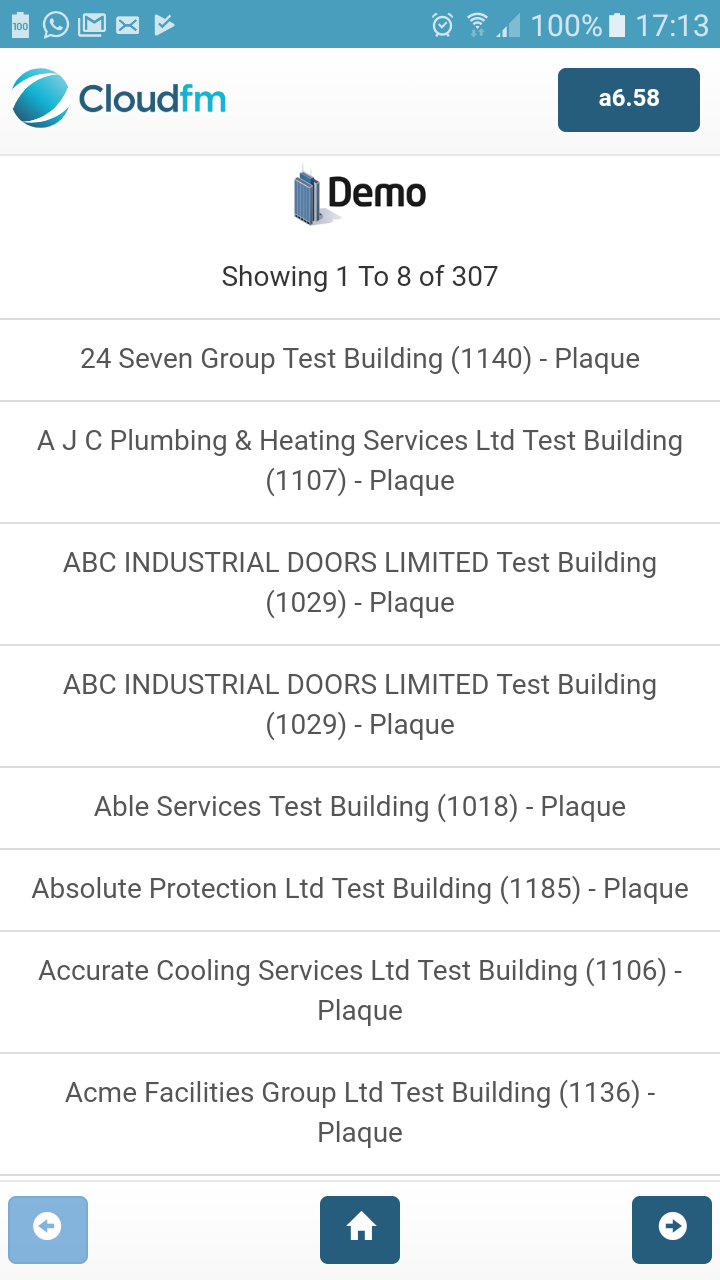 100
100% 17:13
Cloudfm
a6.58
Demo
Showing 1 To 8 of 307
24 Seven Group Test Building (1140) - Plaque
A J C Plumbing & Heating Services Ltd Test Building
(1107) - Plaque
ABC INDUSTRIAL DOORS LIMITED Test Building
(1029) - Plaque
ABC INDUSTRIAL DOORS LIMITED Test Building
(1029) - Plaque
Able Services Test Building (1018) - Plaque
Absolute Protection Ltd Test Building (1185) - Plaque
Accurate Cooling Services Ltd Test Building (1106) -
Plaque
Acme Facilities Group Ltd Test Building (1136) -
Plaque